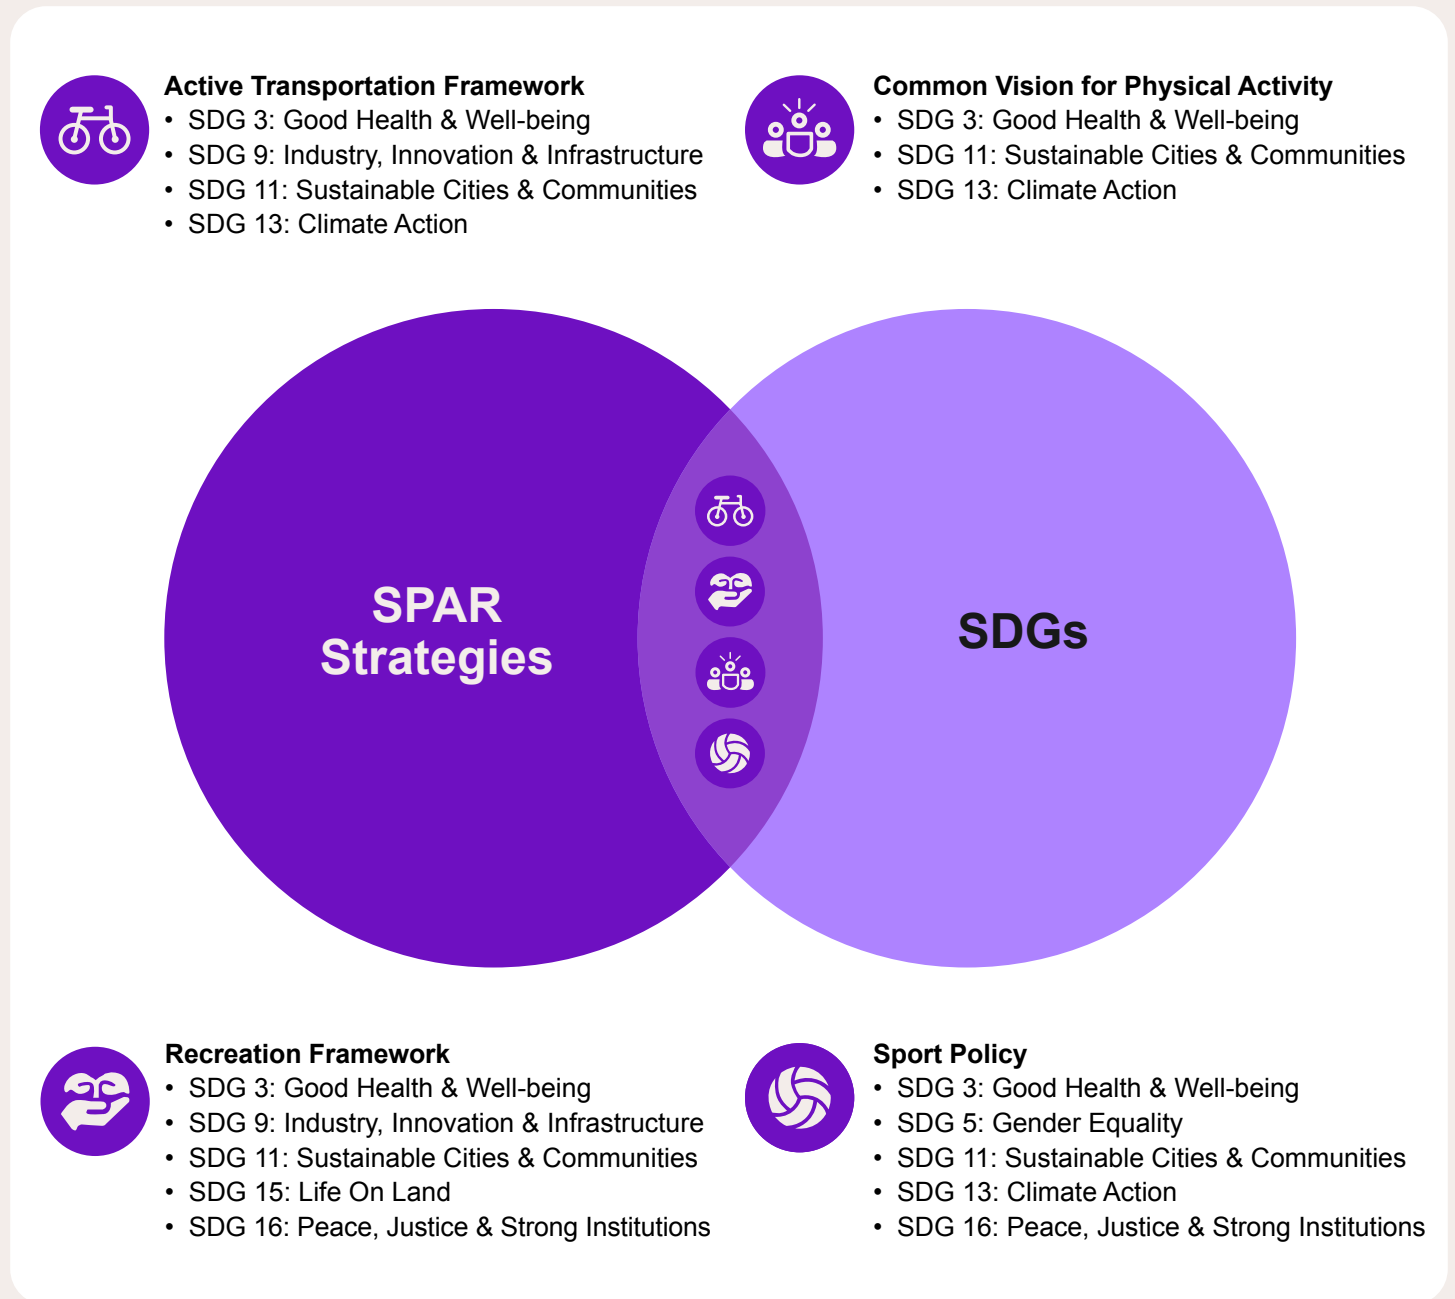 Active Transportation Framework
• SDG 3: Good Health & Well-being
• SDG 9: Industry, Innovation & Infrastructure
• SDG 11: Sustainable Cities & Communities
• SDG 13: Climate Action
Common Vision for Physical Activity
• SDG 3: Good Health & Well-being
• SDG 11: Sustainable Cities & Communities
• SDG 13: Climate Action
SPAR
Strategies
SDGs
Recreation Framework
• SDG 3: Good Health & Well-being
• SDG 9: Industry, Innovation & Infrastructure
• SDG 11: Sustainable Cities & Communities
• SDG 15: Life On Land
• SDG 16: Peace, Justice & Strong Institutions
Sport Policy
• SDG 3: Good Health & Well-being
• SDG 5: Gender Equality
• SDG 11: Sustainable Cities & Communities
• SDG 13: Climate Action
• SDG 16: Peace, Justice & Strong Institutions